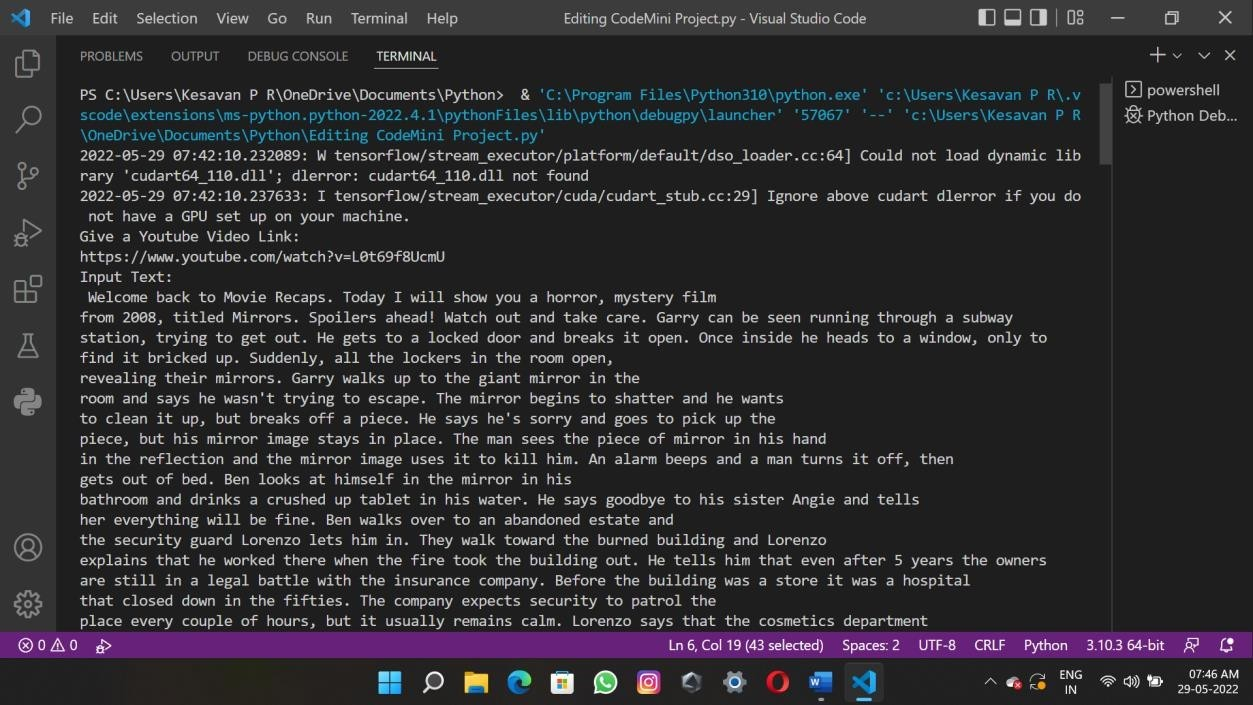 File Edit Selection View Go Run Terminal Help Editing CodeMini Project.py - Visual Studio Code
PROBLEMS OUTPUT DEBUG CONSOLE TERMINAL
PS C:\Users\Kesavan P R\OneDrive\Documents\Python> & 'C:\Program Files\Python310\python.exe' 'c:\Users\Kesavan P R\.v
scode\extensions\ms-python.python-2022.4.1\pythonFiles\lib\python\debugpy\launcher' '57067' '--' 'c:\Users\Kesavan P R
\OneDrive\Documents\Python\Editing CodeMini Project.py'
2022-05-29 07:42:10.232089: W tensorflow/stream_executor/platform/default/dso_loader.cc:64] Could not load dynamic lib
rary 'cudart64_110.dll'; dlerror: cudart64_110.dll not found
2022-05-29 07:42:10.237633: I tensorflow/stream_executor/cuda/cudart_stub.cc:29] Ignore above cudart dlerror if you do
not have a GPU set up on your machine.
Give a Youtube Video Link:
https://www.youtube.com/watch?v=L0t69f8UcmU
Input Text:
Welcome back to Movie Recaps. Today I will show you a horror, mystery film
from 2008, titled Mirrors. Spoilers ahead! Watch out and take care. Garry can be seen running through a subway
station, trying to get out. He gets to a locked door and breaks it open. Once inside he heads to a window, only to
find it bricked up. Suddenly, all the lockers in the room open,
revealing their mirrors. Garry walks up to the giant mirror in the
room and says he wasn't trying to escape. The mirror begins to shatter and he wants
to clean it up, but breaks off a piece. He says he's sorry and goes to pick up the
piece, but his mirror image stays in place. The man sees the piece of mirror in his hand
in the reflection and the mirror image uses it to kill him. An alarm beeps and a man turns it off, then
gets out of bed. Ben looks at himself in the mirror in his
bathroom and drinks a crushed up tablet in his water. He says goodbye to his sister Angie and tells
her everything will be fine. Ben walks over to an abandoned estate and
the security guard Lorenzo lets him in. They walk toward the burned building and Lorenzo
explains that he worked there when the fire took the building out. He tells him that even after 5 years the owners
are still in a legal battle with the insurance company. Before the building was a store it was a hospital
that closed down in the fifties. The company expects security to patrol the
place every couple of hours, but it usually remains calm. Lorenzo says that the cosmetics department
powershell
Python Deb...
0 0 Ln 6, Col 19 (43 selected) Spaces: 2 UTF-8 CRLF Python 3.10.3 64-bit
ENG
IN
07:46 AM
29-05-2022